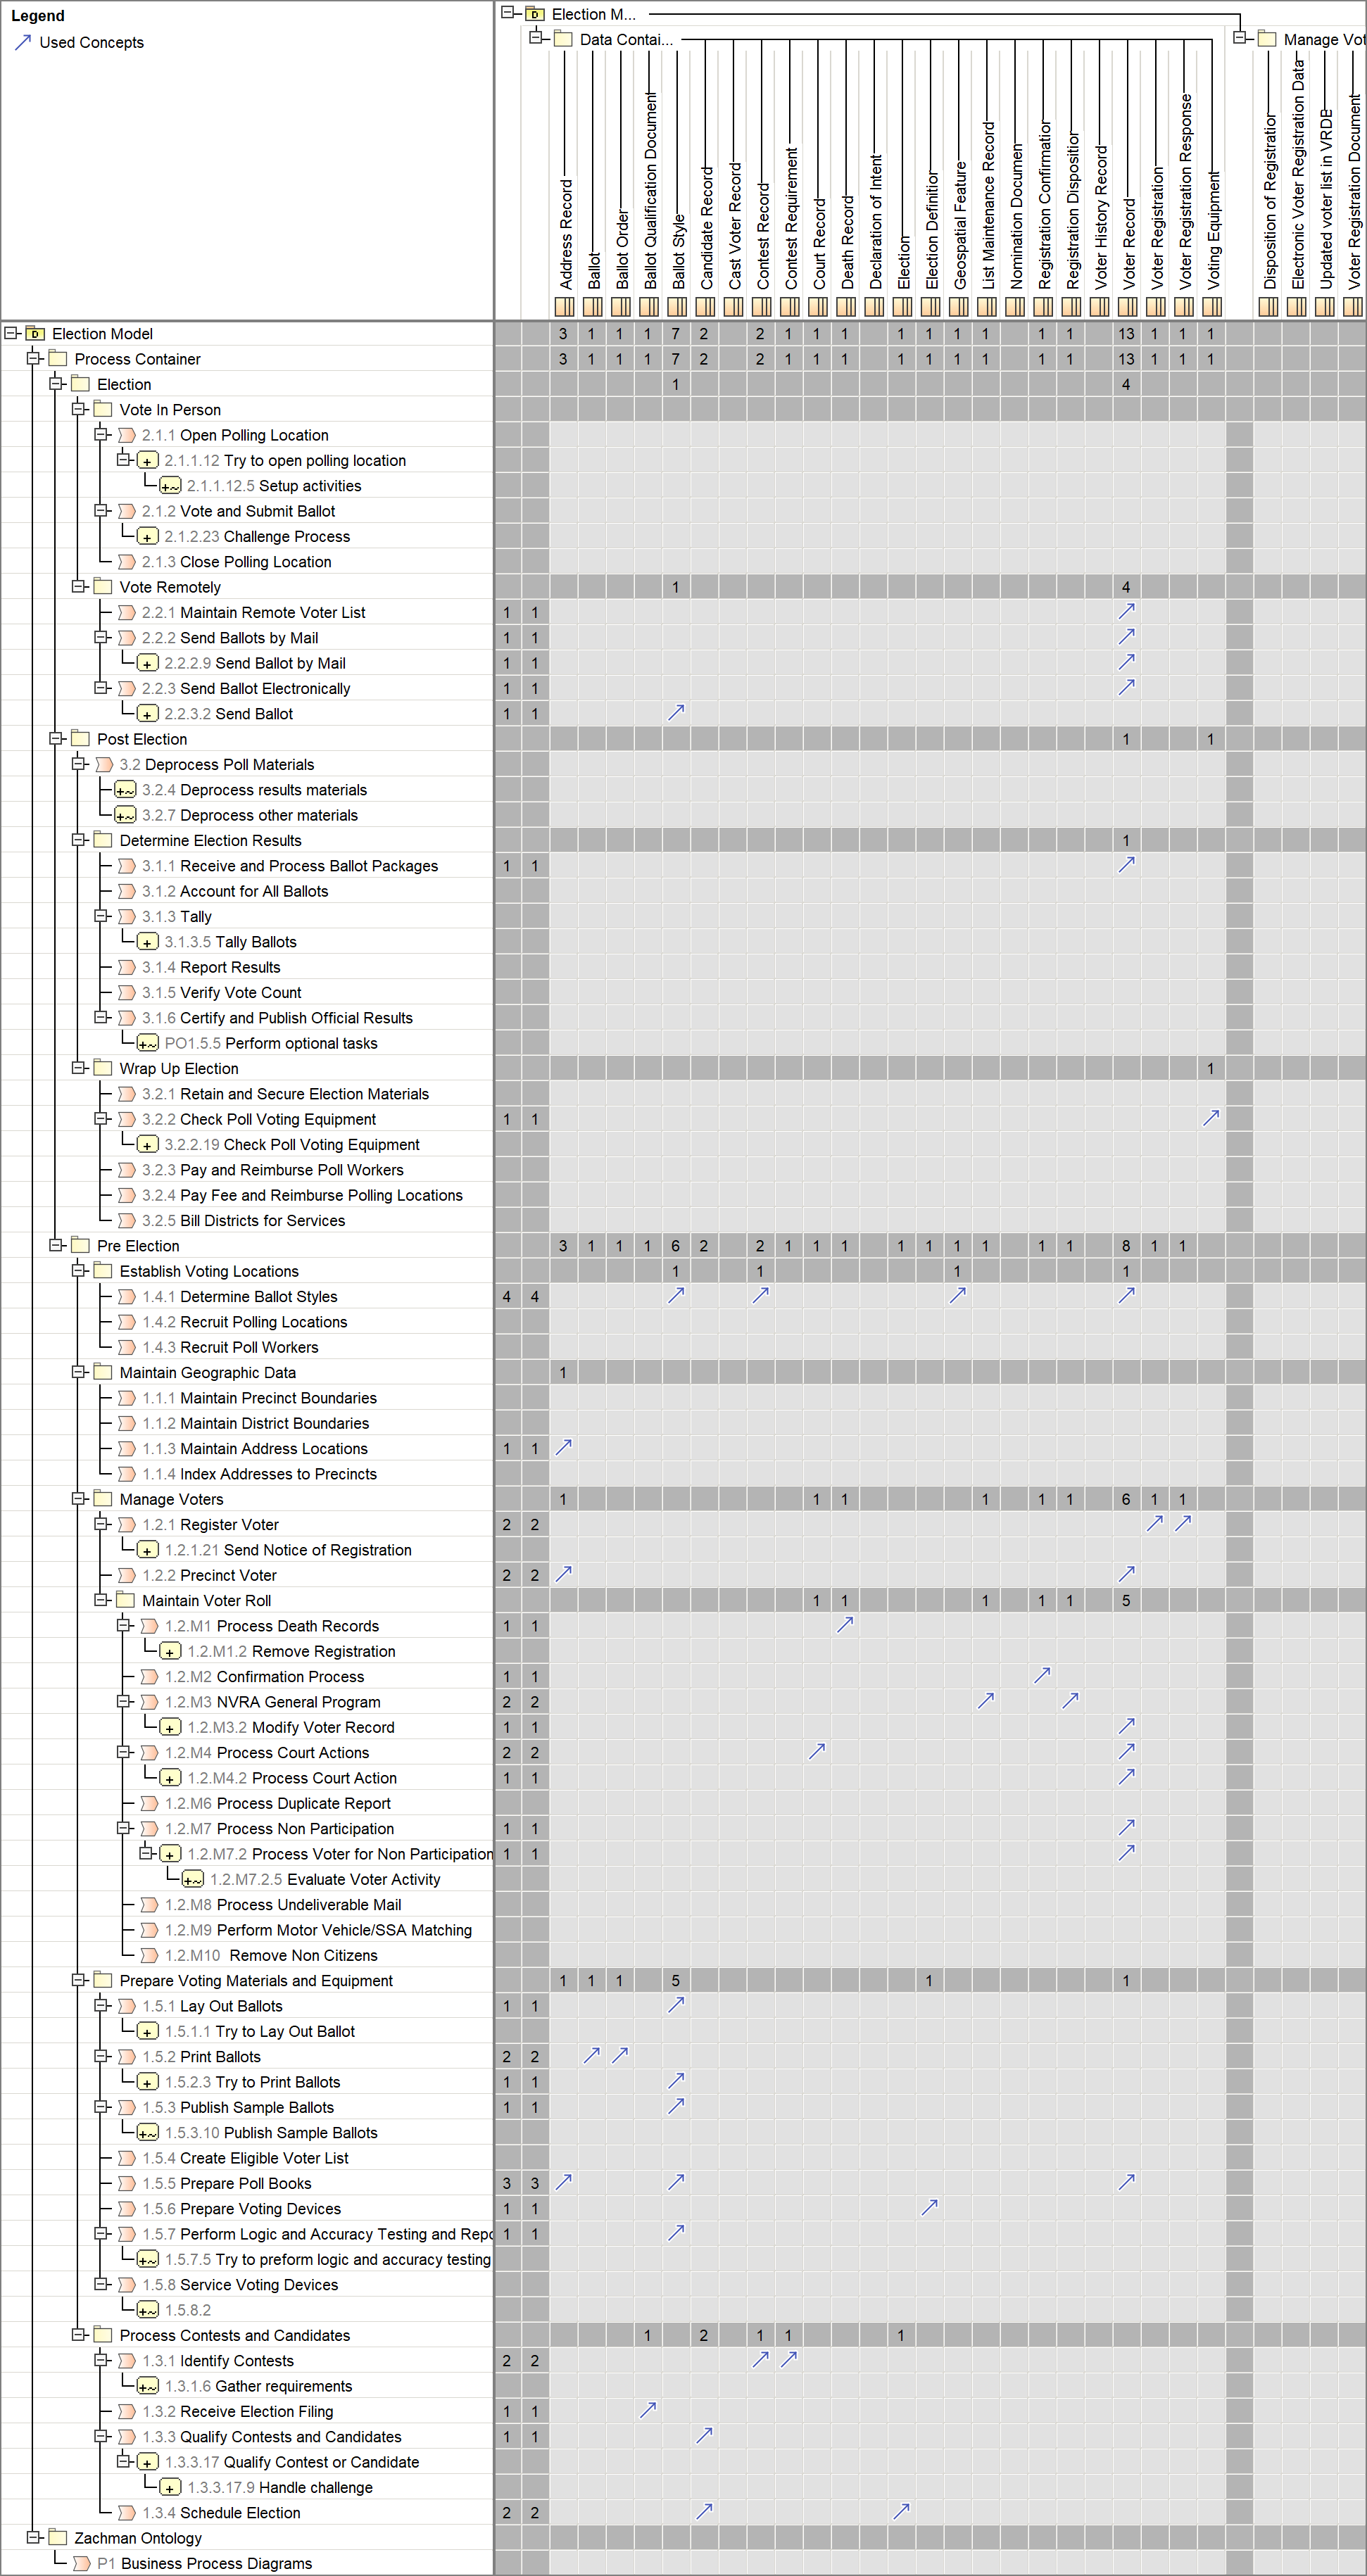 Legend
Used Concepts
Election M...
Data Contai...
Manage Vot
Address Record
Ballot
Ballot Order
Ballot Qualification Document
Ballot Style
Candidate Record
Cast Voter Record
Contest Record
Contest Requirement
Court Record
Death Record
Declaration of Intent
Election
Election Definition
Geospatial Feature
List Maintenance Record
Nomination Documen
Registration Confirmation
Registration Disposition
Voter History Record
Voter Record
Voter Registration
Voter Registration Response
Voting Equipment
Disposition of Registration
Electronic Voter Registration Data
Updated voter list in VRDB
Voter Registration Document
Election Model 3 1 1 1 7 2 2 1 1 1 1 1 1 1 1 1 13 1 1 1
Process Container 3 1 1 1 7 2 2 1 1 1 1 1 1 1 1 1 13 1 1 1
Election 1 4
Vote In Person
2.1.1 Open Polling Location
2.1.1.12 Try to open polling location
2.1.1.12.5 Setup activities
2.1.2 Vote and Submit Ballot
2.1.2.23 Challenge Process
2.1.3 Close Polling Location
Vote Remotely 1 4
2.2.1 Maintain Remote Voter List 1 1
2.2.2 Send Ballots by Mail 1 1
2.2.2.9 Send Ballot by Mail 1 1
2.2.3 Send Ballot Electronically 1 1
2.2.3.2 Send Ballot 1 1
Post Election 1 1
3.2 Deprocess Poll Materials
3.2.4 Deprocess results materials
3.2.7 Deprocess other materials
Determine Election Results 1
3.1.1 Receive and Process Ballot Packages 1 1
3.1.2 Account for All Ballots
3.1.3 Tally
3.1.3.5 Tally Ballots
3.1.4 Report Results
3.1.5 Verify Vote Count
3.1.6 Certify and Publish Official Results
PO1.5.5 Perform optional tasks
Wrap Up Election 1
3.2.1 Retain and Secure Election Materials
3.2.2 Check Poll Voting Equipment 1 1
3.2.2.19 Check Poll Voting Equipment
3.2.3 Pay and Reimburse Poll Workers
3.2.4 Pay Fee and Reimburse Polling Locations
3.2.5 Bill Districts for Services
Pre Election 3 1 1 1 6 2 2 1 1 1 1 1 1 1 1 1 8 1 1
Establish Voting Locations 1 1 1 1
1.4.1 Determine Ballot Styles 4 4
1.4.2 Recruit Polling Locations
1.4.3 Recruit Poll Workers
Maintain Geographic Data 1
1.1.1 Maintain Precinct Boundaries
1.1.2 Maintain District Boundaries
1.1.3 Maintain Address Locations 1 1
1.1.4 Index Addresses to Precincts
Manage Voters 1 1 1 1 1 1 6 1 1
1.2.1 Register Voter 2 2
1.2.1.21 Send Notice of Registration
1.2.2 Precinct Voter 2 2
Maintain Voter Roll 1 1 1 1 1 5
1.2.M1 Process Death Records 1 1
1.2.M1.2 Remove Registration
1.2.M2 Confirmation Process 1 1
1.2.M3 NVRA General Program 2 2
1.2.M3.2 Modify Voter Record 1 1
1.2.M4 Process Court Actions 2 2
1.2.M4.2 Process Court Action 1 1
1.2.M6 Process Duplicate Report
1.2.M7 Process Non Participation 1 1
1.2.M7.2 Process Voter for Non Participation 1 1
1.2.M7.2.5 Evaluate Voter Activity
1.2.M8 Process Undeliverable Mail
1.2.M9 Perform Motor Vehicle/SSA Matching
1.2.M10 Remove Non Citizens
Prepare Voting Materials and Equipment 1 1 1 5 1 1
1.5.1 Lay Out Ballots 1 1
1.5.1.1 Try to Lay Out Ballot
1.5.2 Print Ballots 2 2
1.5.2.3 Try to Print Ballots 1 1
1.5.3 Publish Sample Ballots 1 1
1.5.3.10 Publish Sample Ballots
1.5.4 Create Eligible Voter List
1.5.5 Prepare Poll Books 3 3
1.5.6 Prepare Voting Devices 1 1
1.5.7 Perform Logic and Accuracy Testing and Repo 1 1
1.5.7.5 Try to preform logic and accuracy testing
1.5.8 Service Voting Devices
1.5.8.2
Process Contests and Candidates 1 2 1 1 1
1.3.1 Identify Contests 2 2
1.3.1.6 Gather requirements
1.3.2 Receive Election Filing 1 1
1.3.3 Qualify Contests and Candidates 1 1
1.3.3.17 Qualify Contest or Candidate
1.3.3.17.9 Handle challenge
1.3.4 Schedule Election 2 2
Zachman Ontology
P1 Business Process Diagrams